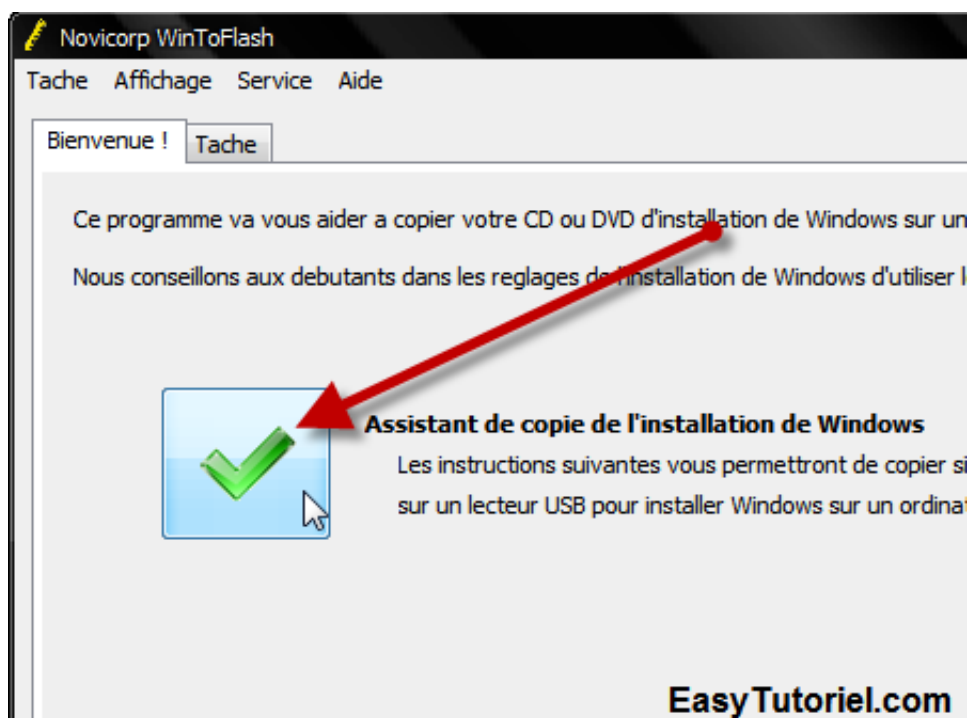 Novicorp WinToFlash
Tache Affichage Service Aide
Bienvenue ! Tache
Ce programme va vous aider a copier votre CD ou DVD d'installation de Windows sur un
Nous conseillons aux debutants dans les reglages de l'installation de Windows d'utiliser
Assistant de copie de l'installation de Windows
Les instructions suivantes vous permettront de copier
sur un lecteur USB pour installer Windows sur un
EasyTutoriel.com